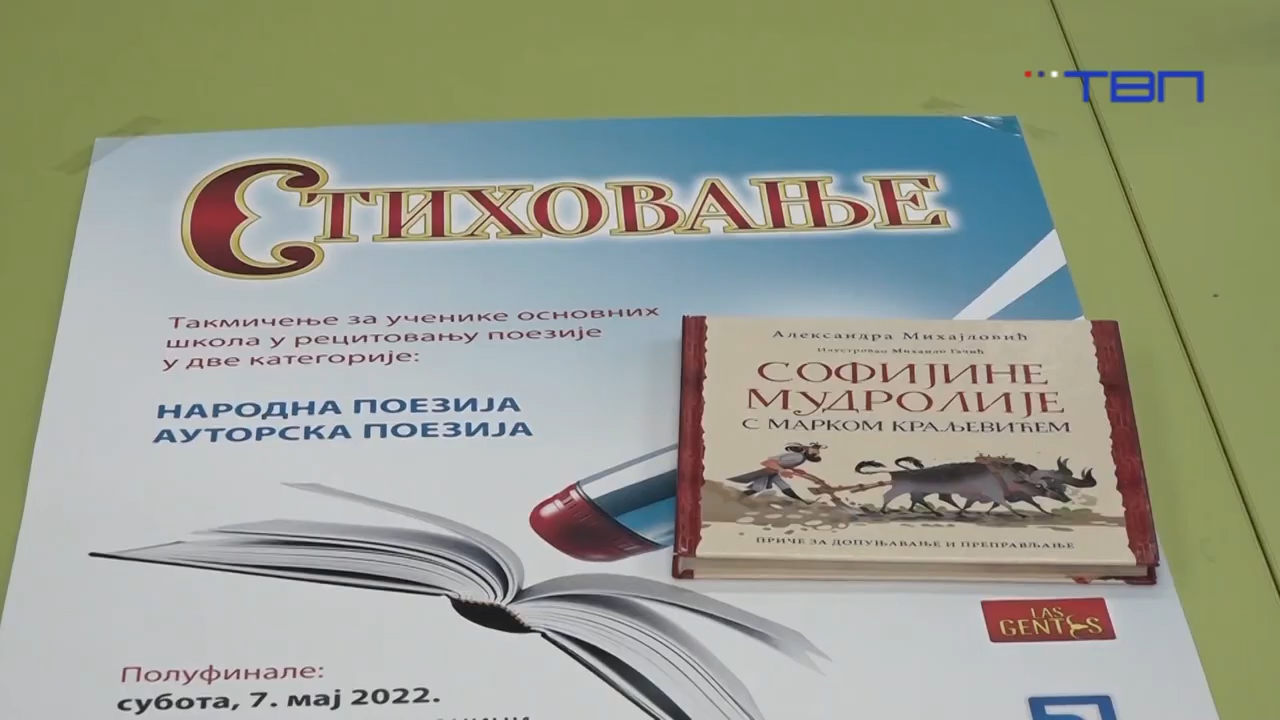 ТВП
Стиховање
Такмичење за ученике основних
школа у рецитовању поезије
у две категорије:
НАРОДНА ПОЕЗИЈА
АУТОРСКА ПОЕЗИЈА
Александра Михајловић
Илустровао Михаило Гачић
СОФИЈИНЕ
МУДРОЛИЈЕ
С МАРКОМ КРАЉЕВИЋЕМ
ПРИЧЕ ЗА ДОПУЊАВАЊЕ И ПРЕПРАВЉАЊЕ
LAS
GENTES
Полуфинале:
субота, 7. мај 2022.